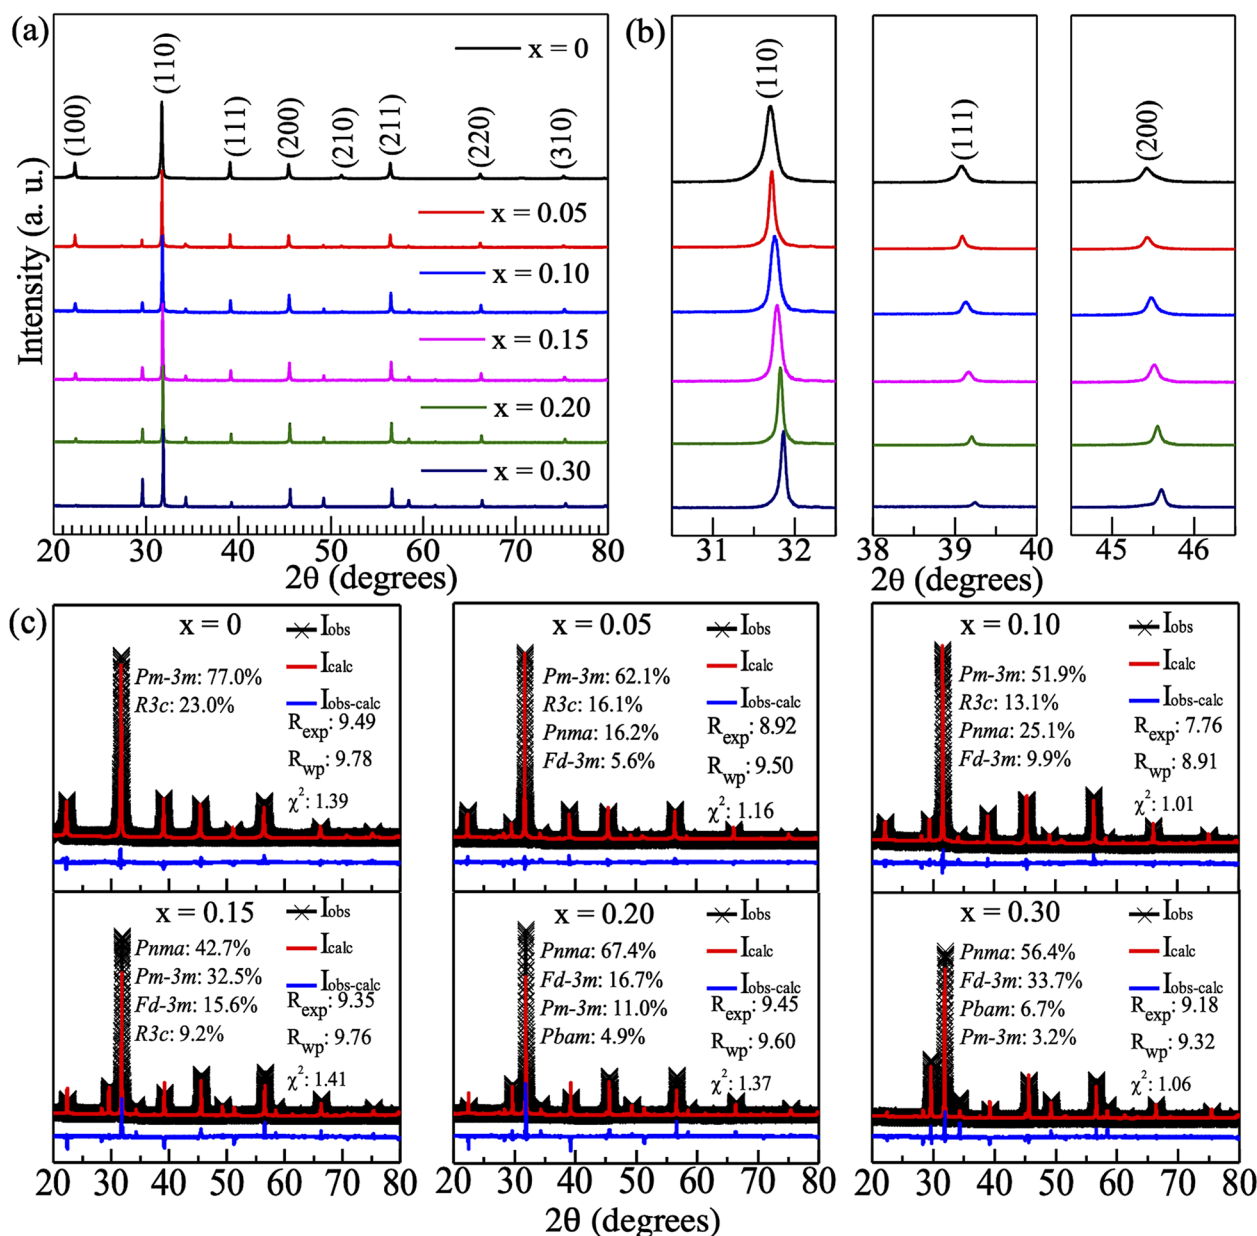 (a)
x = 0
(100)
(110)
(111)
(200)
(210)
(211)
(220)
(310)
x = 0.05
x = 0.10
x = 0.15
x = 0.20
x = 0.30
Intensity (a. u.)
20 30 40 50 60 70 80
2θ (degrees)
(b)
(110)
(111)
(200)
31 32
38 39 40
45 46
2θ (degrees)
(c)
x = 0
Iobs
Icalc
Iobs-calc
Pm-3m: 77.0%
R3c: 23.0%
Rexp: 9.49
Rwp: 9.78
χ²: 1.39
x = 0.05
Iobs
Icalc
Iobs-calc
Pm-3m: 62.1%
R3c: 16.1%
Pnma: 16.2%
Fd-3m: 5.6%
Rexp: 8.92
Rwp: 9.50
χ²: 1.16
x = 0.10
Iobs
Icalc
Iobs-calc
Pm-3m: 51.9%
R3c: 13.1%
Pnma: 25.1%
Fd-3m: 9.9%
Rexp: 7.76
Rwp: 8.91
χ²: 1.01
x = 0.15
Iobs
Icalc
Iobs-calc
Pnma: 42.7%
Pm-3m: 32.5%
Fd-3m: 15.6%
R3c: 9.2%
Rexp: 9.35
Rwp: 9.76
χ²: 1.41
20 30 40 50 60 70 80
x = 0.20
Iobs
Icalc
Iobs-calc
Pnma: 67.4%
Fd-3m: 16.7%
Pm-3m: 11.0%
Pbam: 4.9%
Rexp: 9.45
Rwp: 9.60
χ²: 1.37
20 30 40 50 60 70 80
x = 0.30
Iobs
Icalc
Iobs-calc
Pnma: 56.4%
Fd-3m: 33.7%
Pbam: 6.7%
Pm-3m: 3.2%
Rexp: 9.18
Rwp: 9.32
χ²: 1.06
20 30 40 50 60 70 80
2θ (degrees)